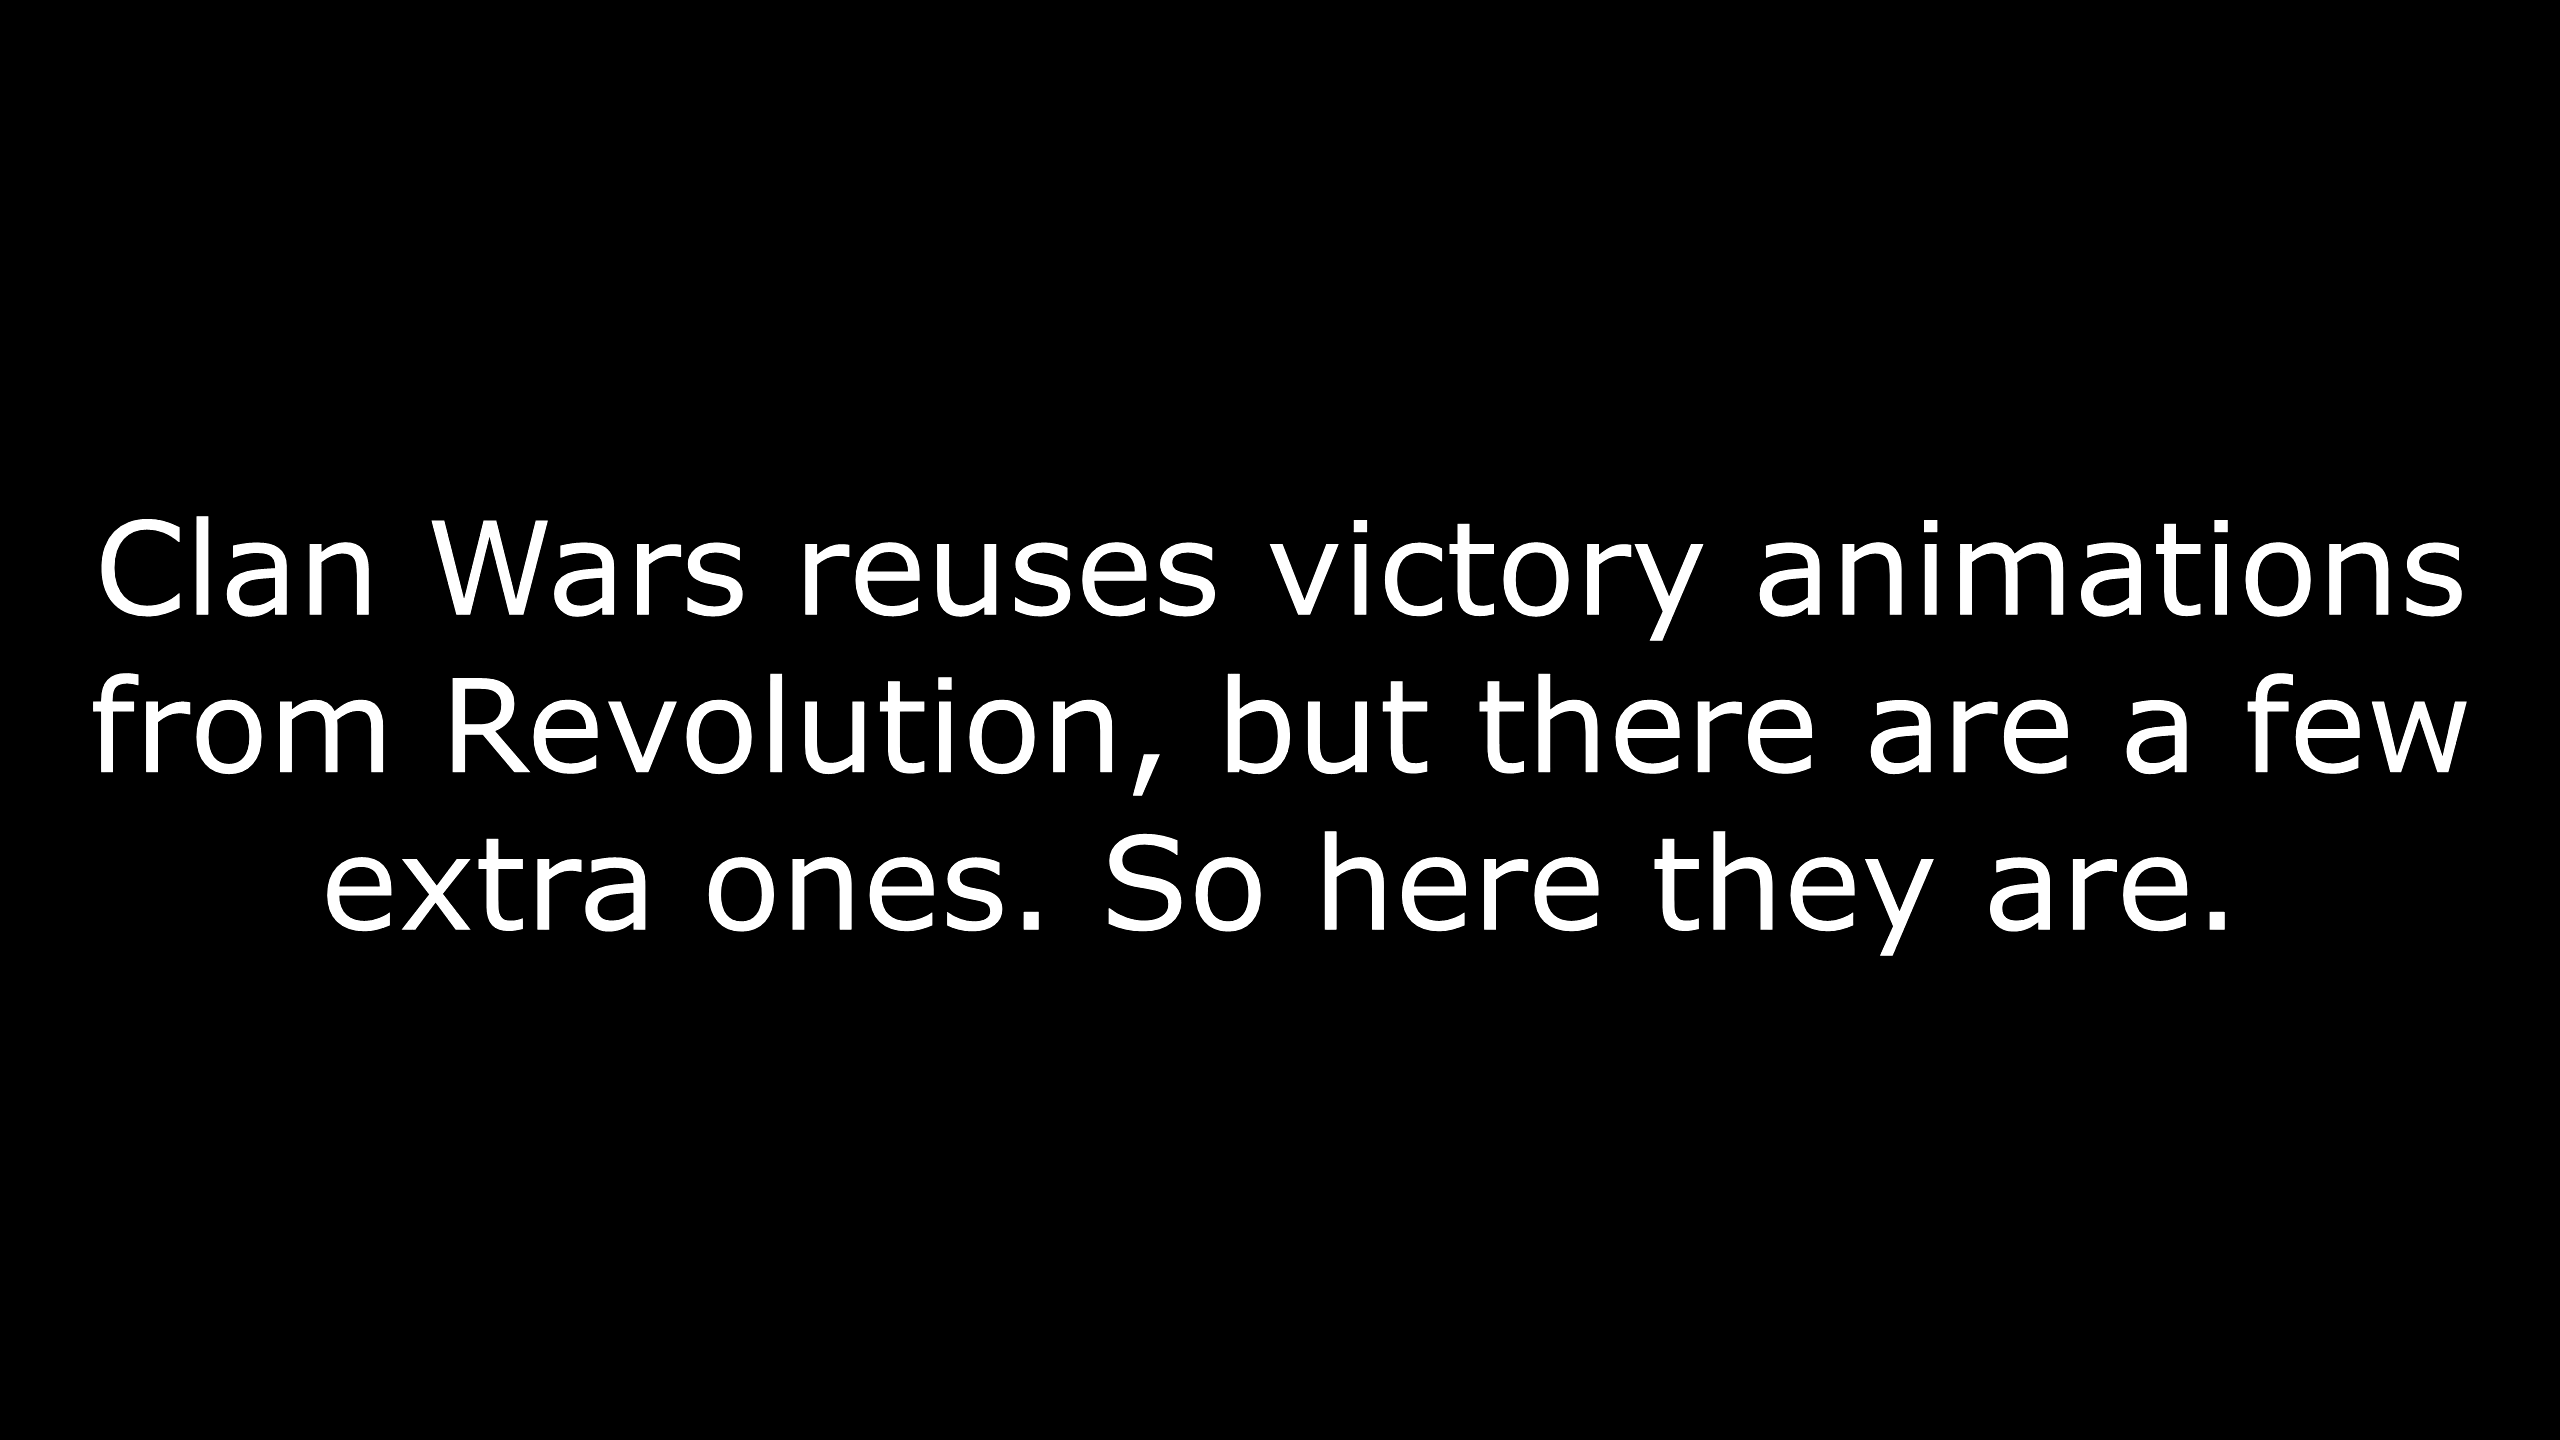 Clan Wars reuses victory animations
from Revolution, but there are a few
extra ones. So here they are.